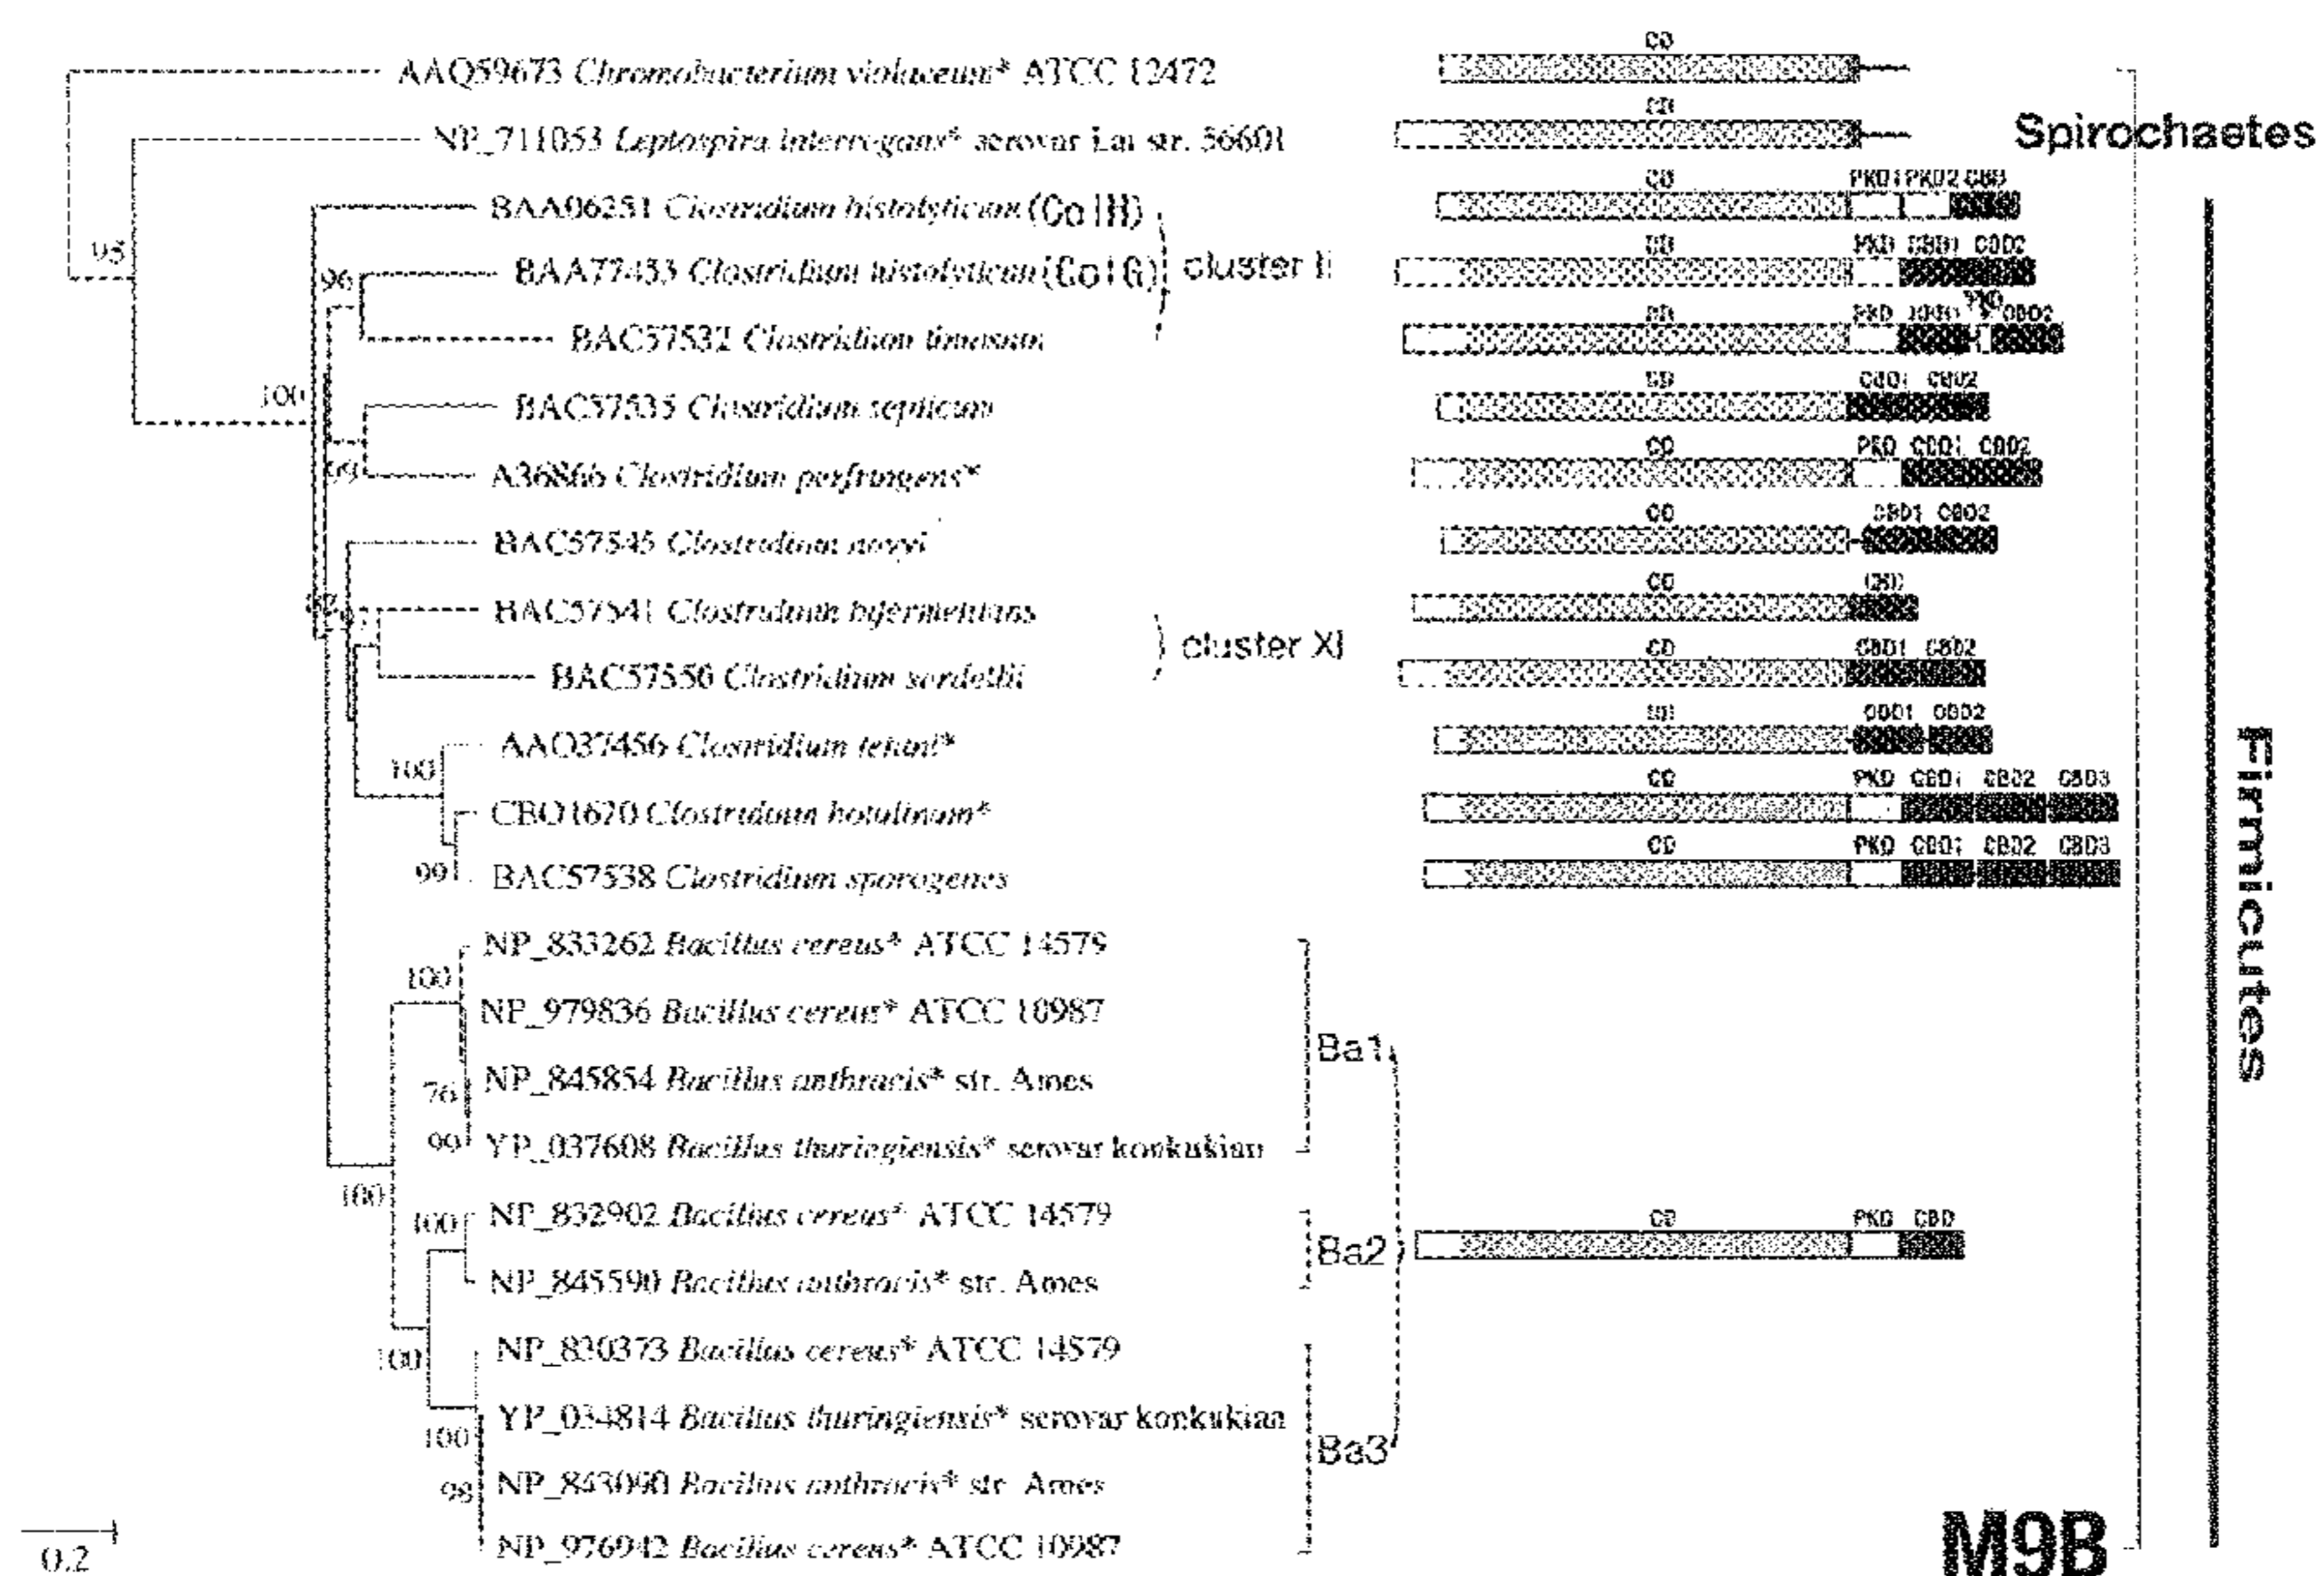 CD
AAQ59673 Chromobacterium violaceum* ATCC 12472
CD
NP_711053 Leptospira interrogans* serovar Lai str. 56601
Spirochaetes
CD PKD1 PKD2 CBD
BAA06251 Clostridium histolyticum (ColH)
95
CD PKD CBD1 CBD2
96
BAA77453 Clostridium histolyticum (ColG)
cluster II
CD PKD CBD1 PKD CBD2
BAC57532 Clostridium limosum
100
CD CBD1 CBD2
BAC57535 Clostridium septicum
CD PKD CBD1 CBD2
99
A36866 Clostridium perfringens*
CD CBD1 CBD2
BAC57545 Clostridium novyi
CD CBD
BAC57541 Clostridium bifermentans
cluster XI
CD CBD1 CBD2
BAC57550 Clostridium sordellii
CD CBD1 CBD2
AAO37456 Clostridium tetani*
100
CD PKD CBD1 CBD2 CBD3
CBO1620 Clostridium botulinum*
CD PKD CBD1 CBD2 CBD3
99
BAC57538 Clostridium sporogenes
Firmicutes
NP_833262 Bacillus cereus* ATCC 14579
100
NP_979836 Bacillus cereus* ATCC 10987
Ba1
76
NP_845854 Bacillus anthracis* str. Ames
99
YP_037608 Bacillus thuringiensis* serovar konkukian
100
100
NP_832902 Bacillus cereus* ATCC 14579
Ba2
CD PKD CBD
NP_845590 Bacillus anthracis* str. Ames
100
NP_830373 Bacillus cereus* ATCC 14579
YP_034814 Bacillus thuringiensis* serovar konkukian
100
Ba3
98
NP_843090 Bacillus anthracis* str. Ames
NP_976942 Bacillus cereus* ATCC 10987
0.2
M9B